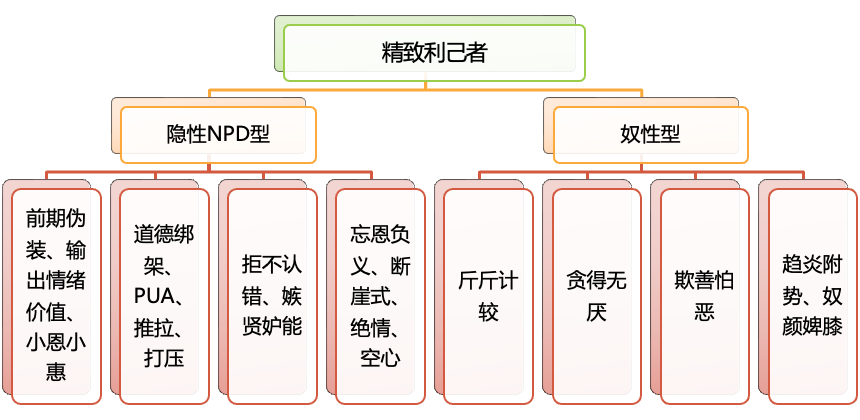 精致利己者
隐性NPD型
奴性型
前期伪
装、输
出情绪
价值、
小恩小
惠
道德绑
架、
PUA、
推拉、
打压
拒不认
错、嫉
贤妒能
忘恩负
义、断
崖式、
绝情、
空心
斤斤计
较
贪得无
厌
欺善怕
恶
趋炎附
势、奴
颜婢膝